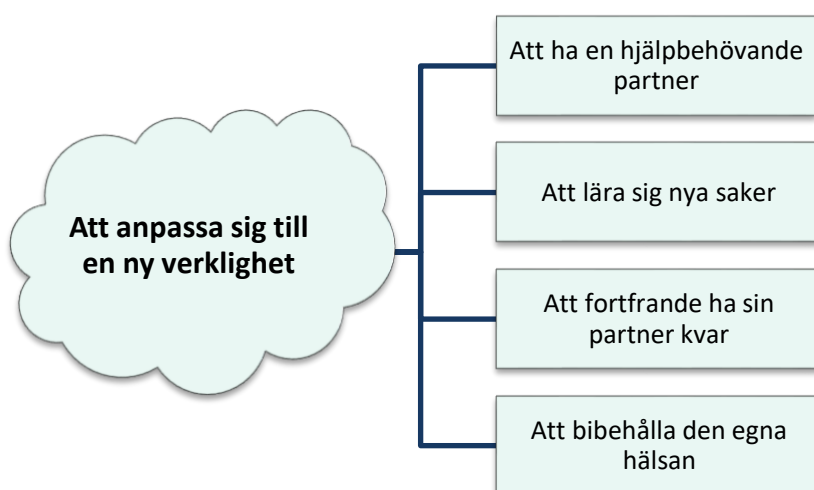 Att ha en hjälpbehövande
partner
Att anpassa sig till
en ny verklighet
Att lära sig nya saker
Att fortfrande ha sin
partner kvar
Att bibehålla den egna
hälsan